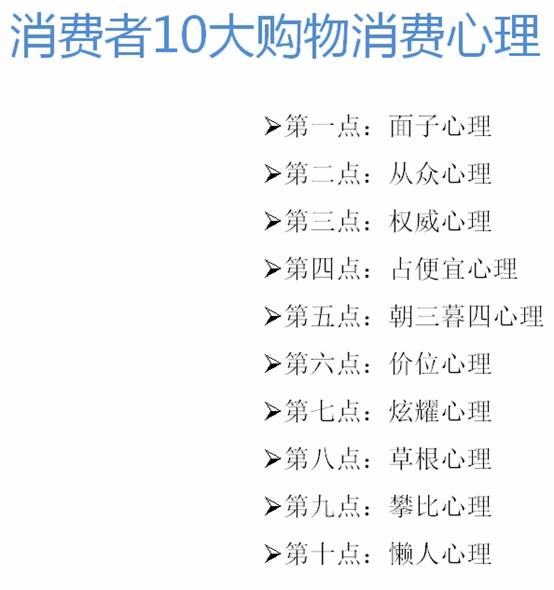 消费者10大购物消费心理
➢第一点：面子心理
➢第二点：从众心理
➢第三点：权威心理
➢第四点：占便宜心理
➢第五点：朝三暮四心理
➢第六点：价位心理
➢第七点：炫耀心理
➢第八点：草根心理
➢第九点：攀比心理
➢第十点：懒人心理